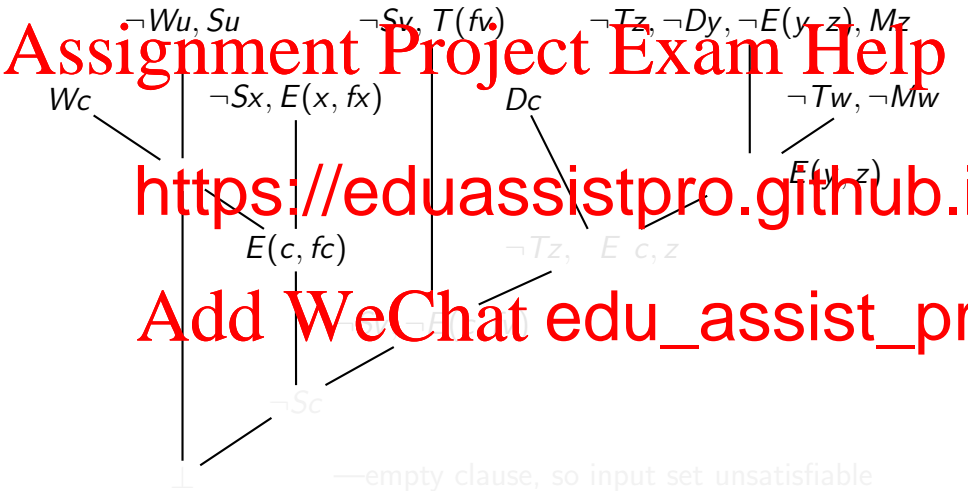 ¬Wu, Su ¬Sv, T(fv) ¬Tz, ¬Dy, ¬E(y, z), Mz
Assignment Project Exam Help
Wc ¬Sx, E(x, fx) Dc ¬Tw, ¬Mw
E(y, z)
https://eduassistpro.github.i
E(c, fc) ¬Tz, E c, z
Add WeChat edu_assist_pr
¬Sc
⊥ —empty clause, so input set unsatisfiable